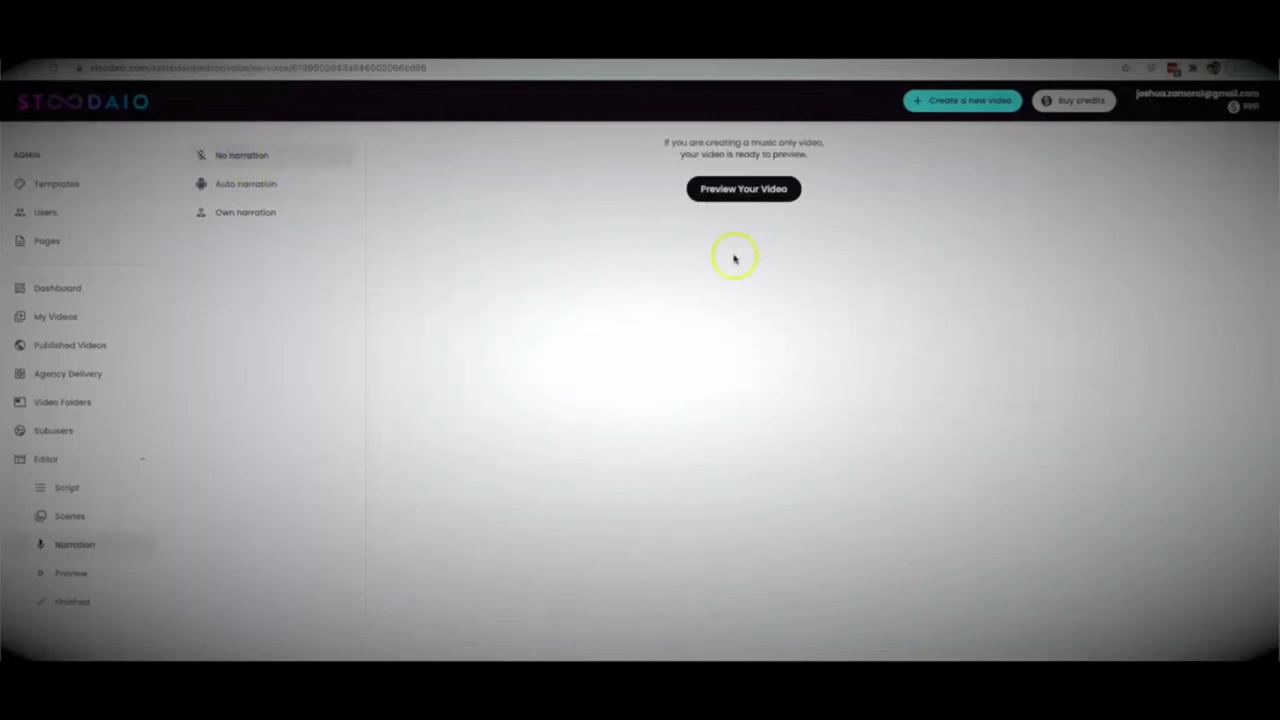 STOODAIO
+ Create a new video
Buy credits
ADMIN
Templates
Users
Pages
Dashboard
My Videos
Published Videos
Agency Delivery
Video Folders
Subusers
Editor
Script
Scenes
Narration
Preview
Finished
No narration
Auto narration
Own narration
If you are creating a music only video,
your video is ready to preview.
Preview Your Video